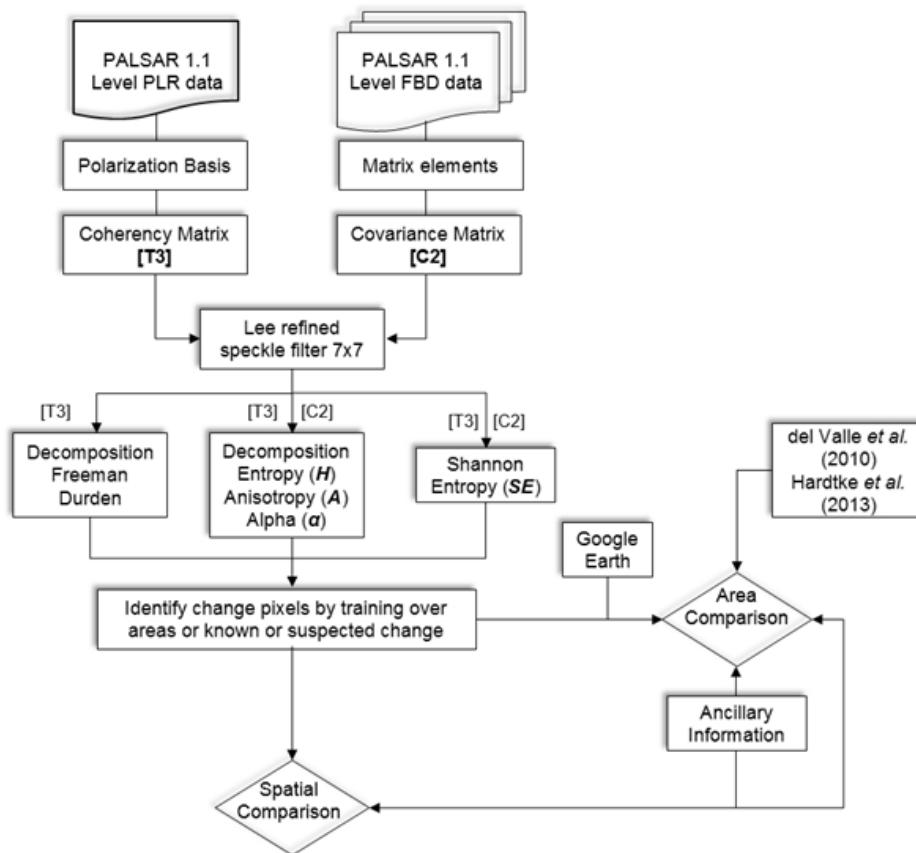 PALSAR 1.1
Level PLR data
PALSAR 1.1
Level FBD data
Polarization Basis
Matrix elements
Coherency Matrix
[T3]
Covariance Matrix
[C2]
Lee refined
speckle filter 7x7
[T3]
[T3]
[C2]
[T3]
[C2]
Decomposition
Freeman
Durden
Decomposition
Entropy (H)
Anisotropy (A)
Alpha (α)
Shannon
Entropy (SE)
del Valle et al.
(2010)
Hardtke et al.
(2013)
Google
Earth
Identify change pixels by training over
areas or known or suspected change
Area
Comparison
Ancillary
Information
Spatial
Comparison